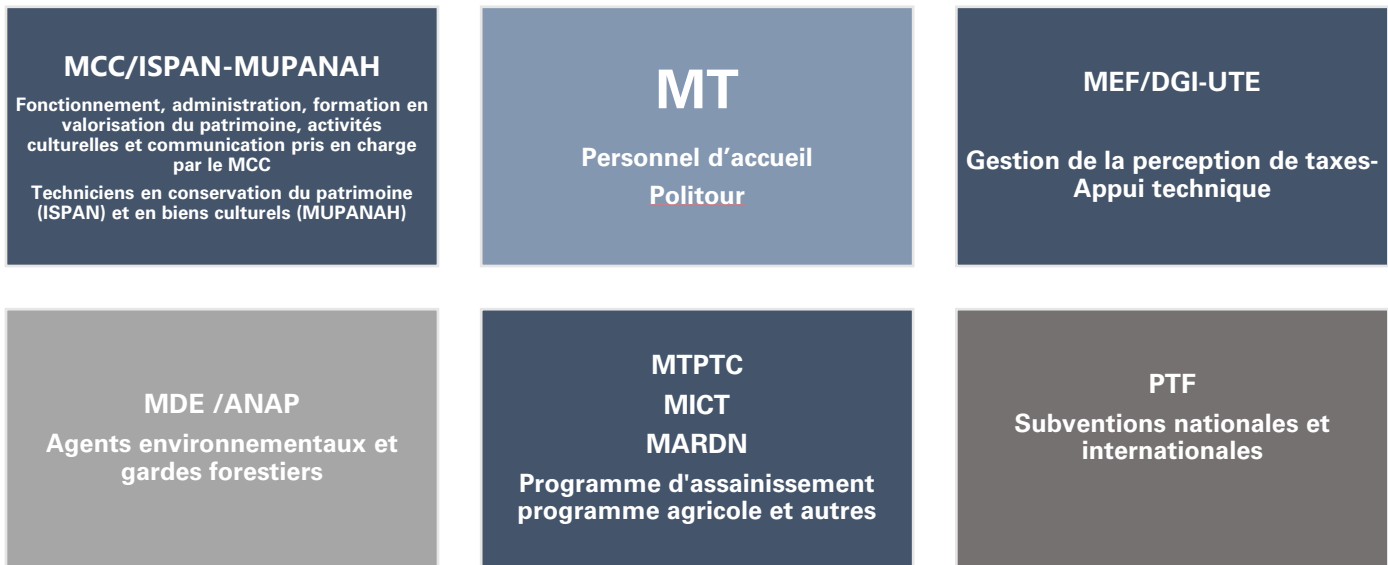 MCC/ISPAN-MUPANAH
Fonctionnement, administration, formation en
valorisation du patrimoine, activités
culturelles et communication pris en charge
par le MCC
Techniciens en conservation du patrimoine
(ISPAN) et en biens culturels (MUPANAH)
MT
Personnel d’accueil
Politour
MEF/DGI-UTE
Gestion de la perception de taxes-
Appui technique
MDE /ANAP
Agents environnementaux et
gardes forestiers
MTPTC
MICT
MARDN
Programme d'assainissement
programme agricole et autres
PTF
Subventions nationales et
internationales